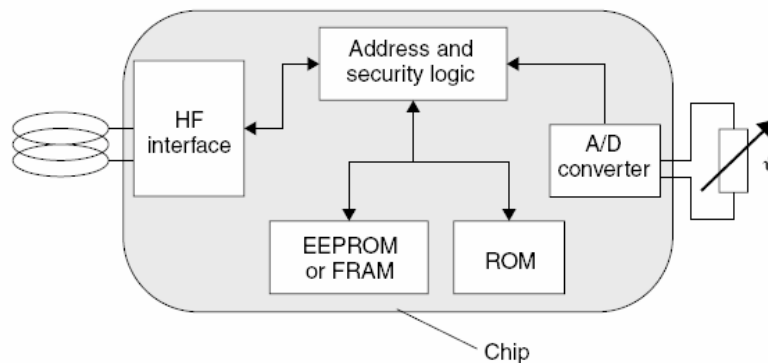 Address and
security logic
HF
interface
A/D
converter
EEPROM
or FRAM
ROM
Chip